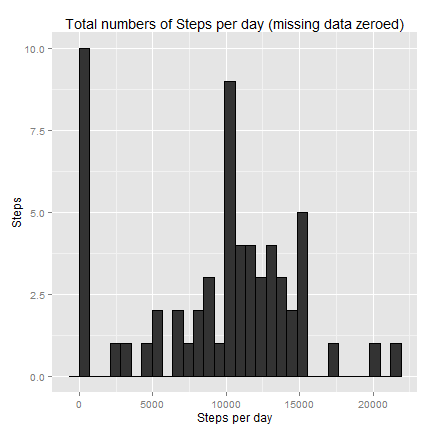 Total numbers of Steps per day (missing data zeroed)
10.0
7.5
5.0
2.5
0.0
Steps
0 5000 10000 15000 20000
Steps per day